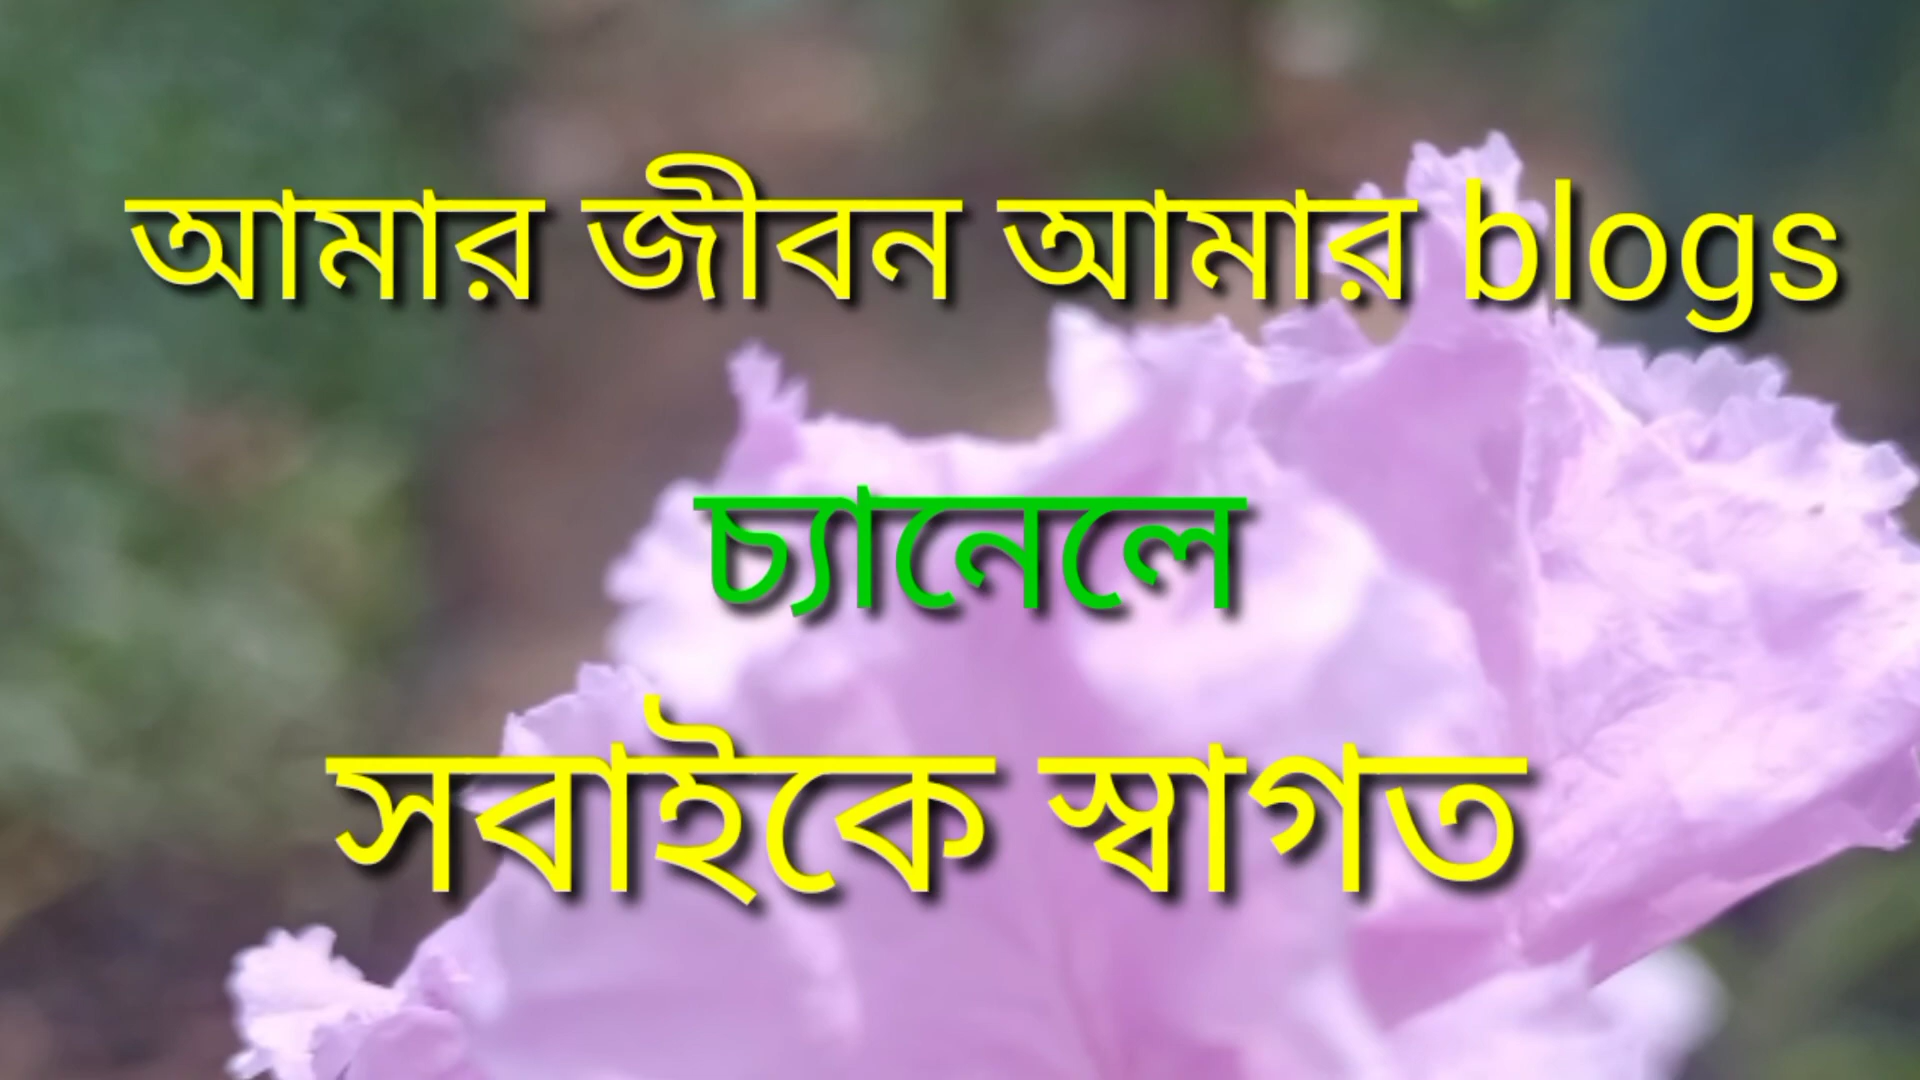 আমার জীবন আমার blogs
চ্যানেলে
সবাইকে স্বাগত